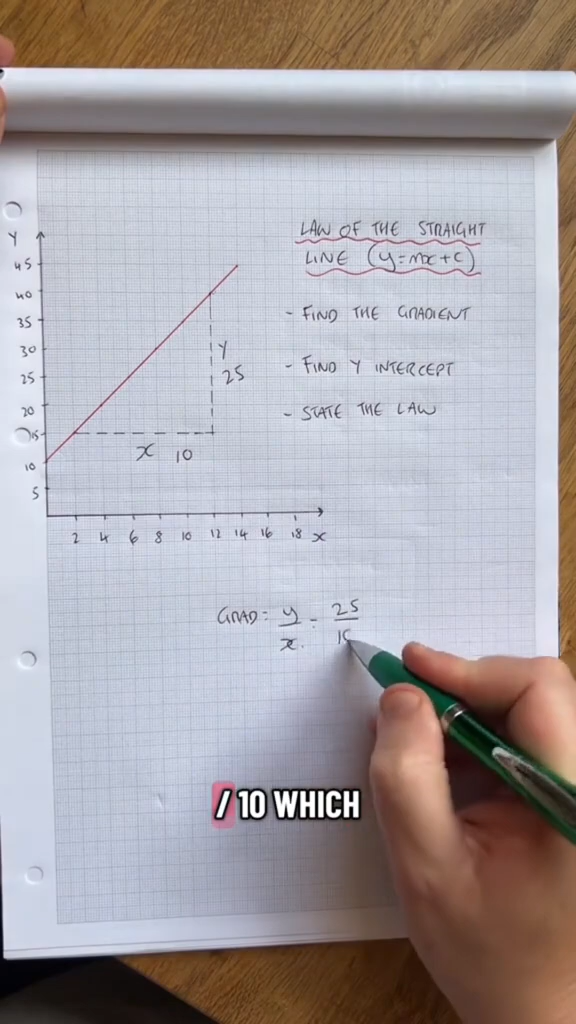 LAW OF THE STRAIGHT
LINE (y=mx+c)
- FIND THE GRADIENT
- FIND Y INTERCEPT
- STATE THE LAW
Y
45
40
35
30
25
20
15
10
5
Y
25
x 10
2 4 6 8 10 12 14 16 18 x
GRAD = y/x = 25/10
/ 10 WHICH